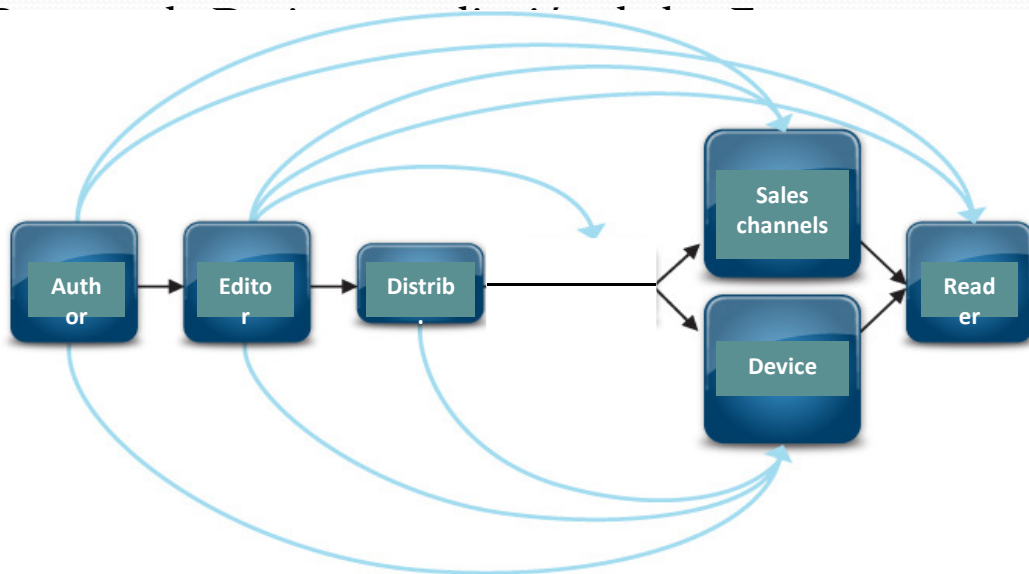 Auth
or
Edito
r
Distrib
.
Sales
channels
Device
Read
er